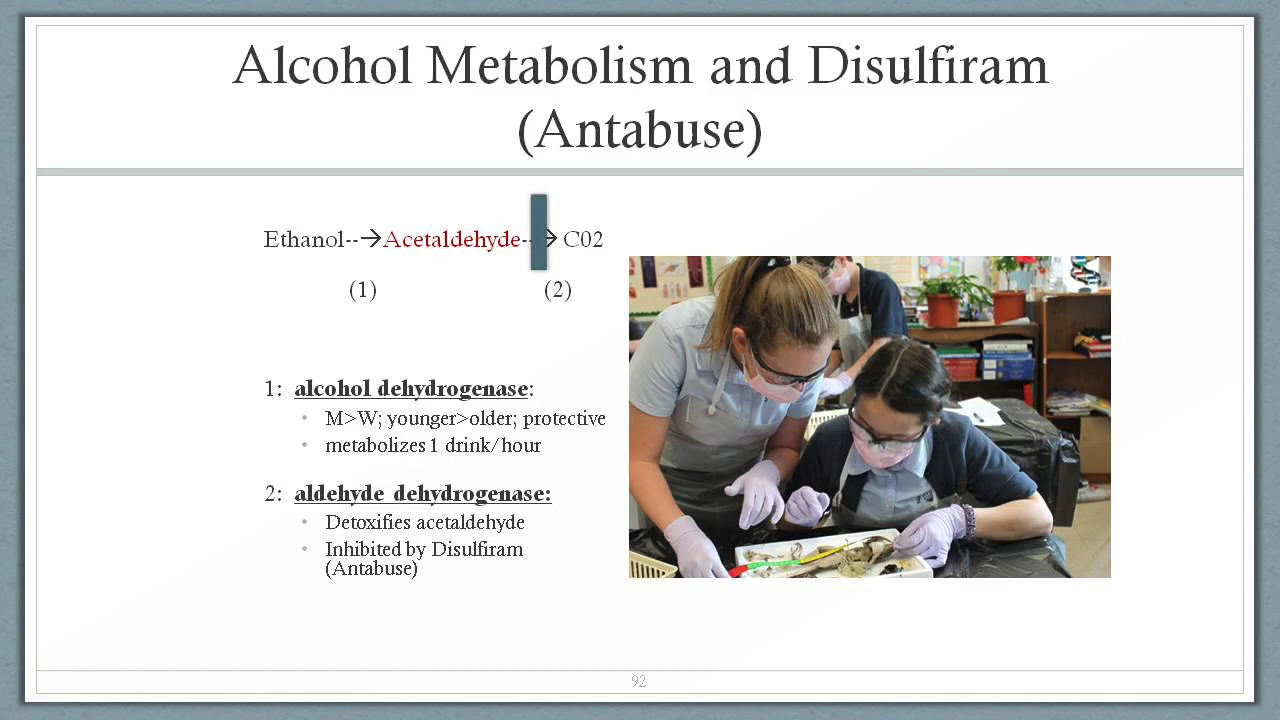 Alcohol Metabolism and Disulfiram
(Antabuse)
Ethanol--→Acetaldehyde--→ C02
(1) (2)
1: alcohol dehydrogenase:
• M>W; younger>older; protective
• metabolizes 1 drink/hour
2: aldehyde dehydrogenase:
• Detoxifies acetaldehyde
• Inhibited by Disulfiram
(Antabuse)
92